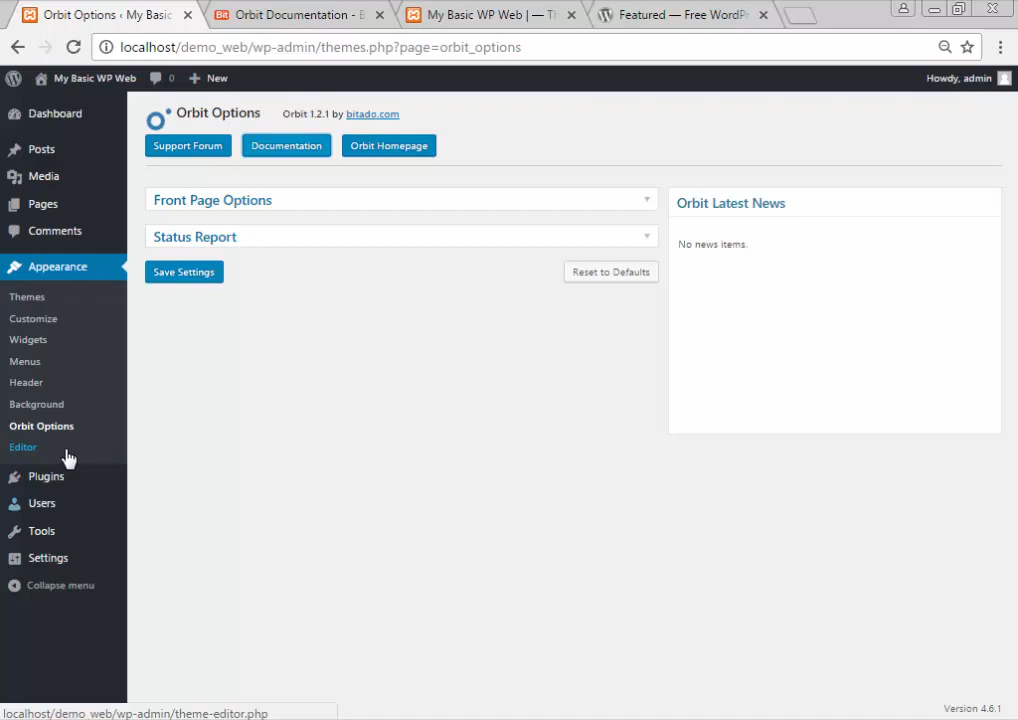 Orbit Options ‹ My Basic
Orbit Documentation - B
My Basic WP Web | — Th
Featured — Free WordPr
localhost/demo_web/wp-admin/themes.php?page=orbit_options
My Basic WP Web
0
New
Howdy, admin
Dashboard
Posts
Media
Pages
Comments
Appearance
Themes
Customize
Widgets
Menus
Header
Background
Orbit Options
Editor
Plugins
Users
Tools
Settings
Collapse menu
Orbit Options
Orbit 1.2.1 by bitado.com
Support Forum
Documentation
Orbit Homepage
Front Page Options
Status Report
Save Settings
Reset to Defaults
Orbit Latest News
No news items.
localhost/demo_web/wp-admin/theme-editor.php
Version 4.6.1